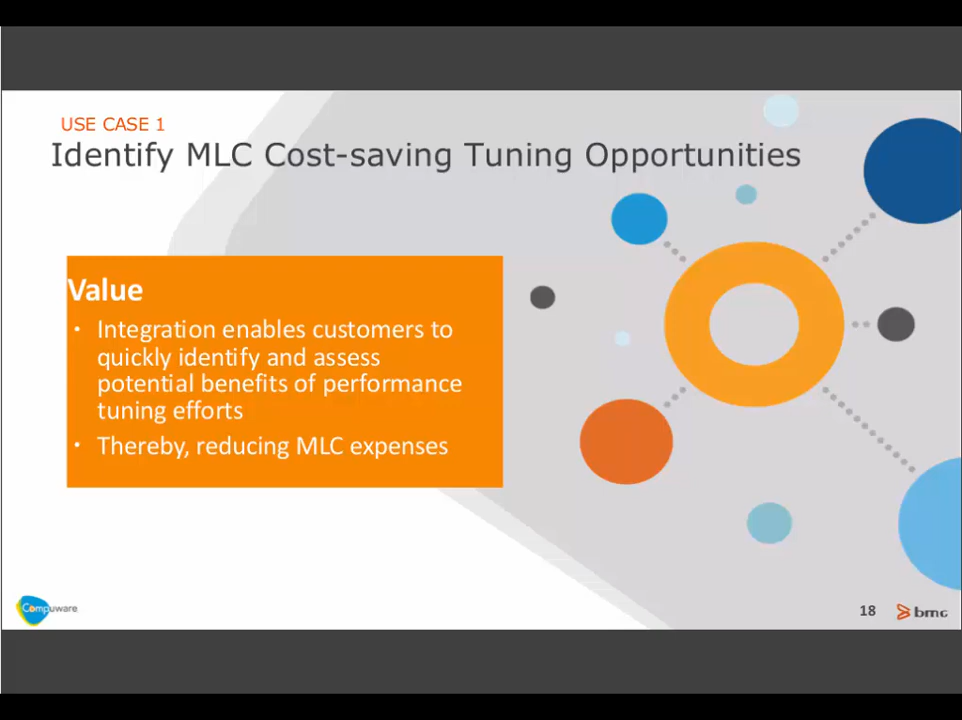 USE CASE 1
Identify MLC Cost-saving Tuning Opportunities
Value
• Integration enables customers to
quickly identify and assess
potential benefits of performance
tuning efforts
• Thereby, reducing MLC expenses
Compuware
18
bmc